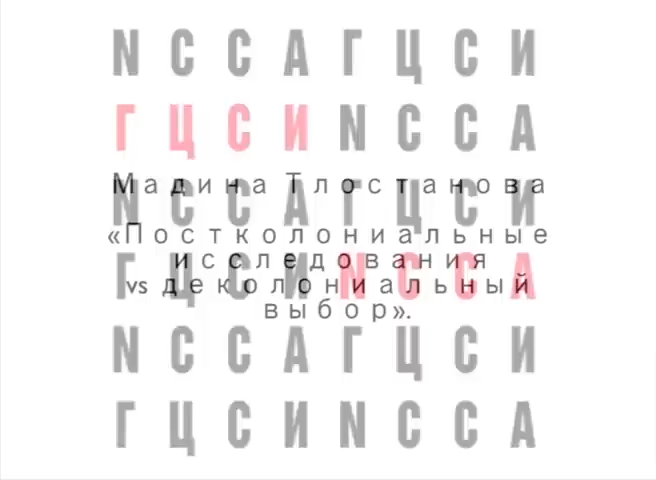 NCCAГЦСИ
ГЦСИNCCA
Мадина Тлостанова
NCCAГЦСИ
«Постколониальные
исследования
ГЦСИNCCA
vs деколониальный
выбор».
NCCAГЦСИ
ГЦСИNCCA